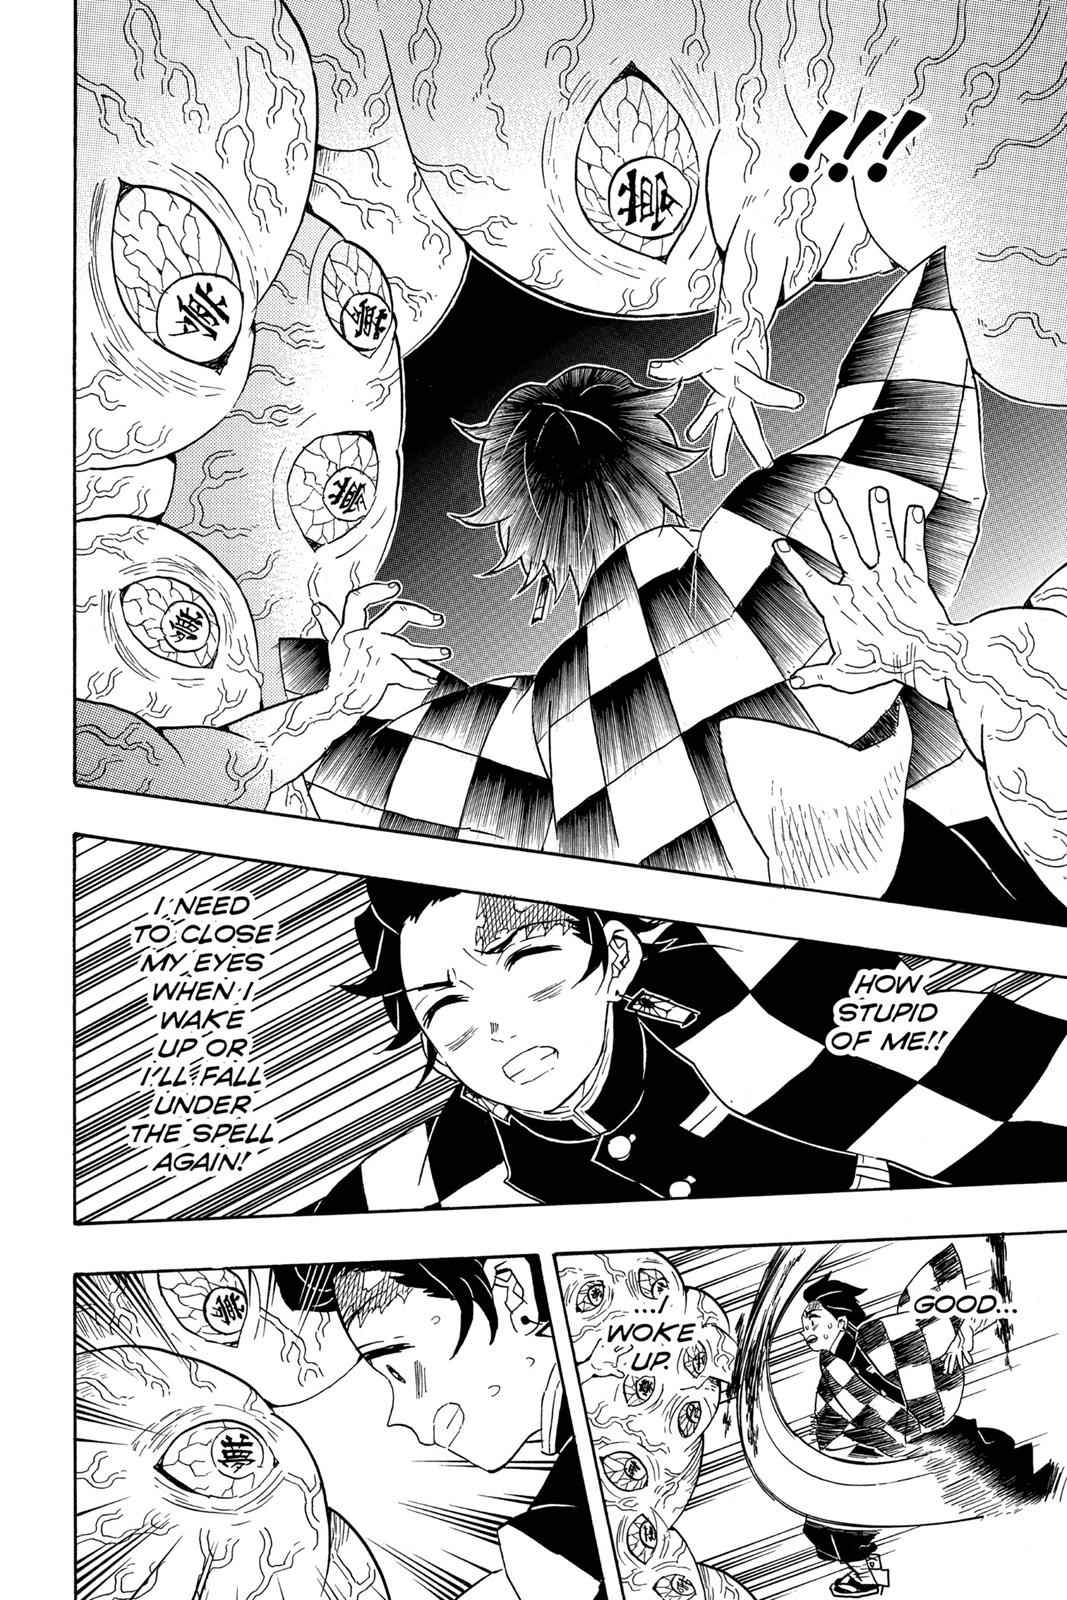 !!!
HOW
STUPID
OF ME!!
I NEED
TO CLOSE
MY EYES
WHEN I
WAKE
UP OR
I'LL FALL
UNDER
THE SPELL
AGAIN!
GOOD...
...I
WOKE
UP.
夢